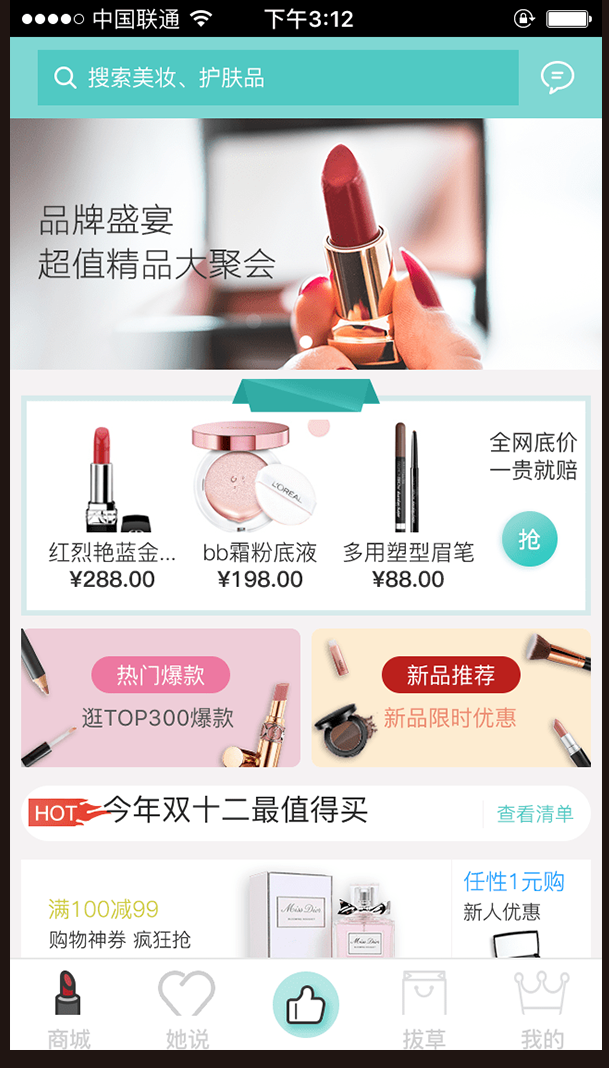 中国联通
下午3:12
搜索美妆、护肤品
品牌盛宴
超值精品大聚会
全网底价
一贵就赔
抢
L'ORÉAL
红烈艳蓝金...
¥288.00
bb霜粉底液
¥198.00
多用塑型眉笔
¥88.00
热门爆款
逛TOP300爆款
新品推荐
新品限时优惠
HOT
今年双十二最值得买
查看清单
满100减99
购物神券 疯狂抢
Miss Dior
Miss Dior
任性1元购
新人优惠
商城
她说
拔草
我的